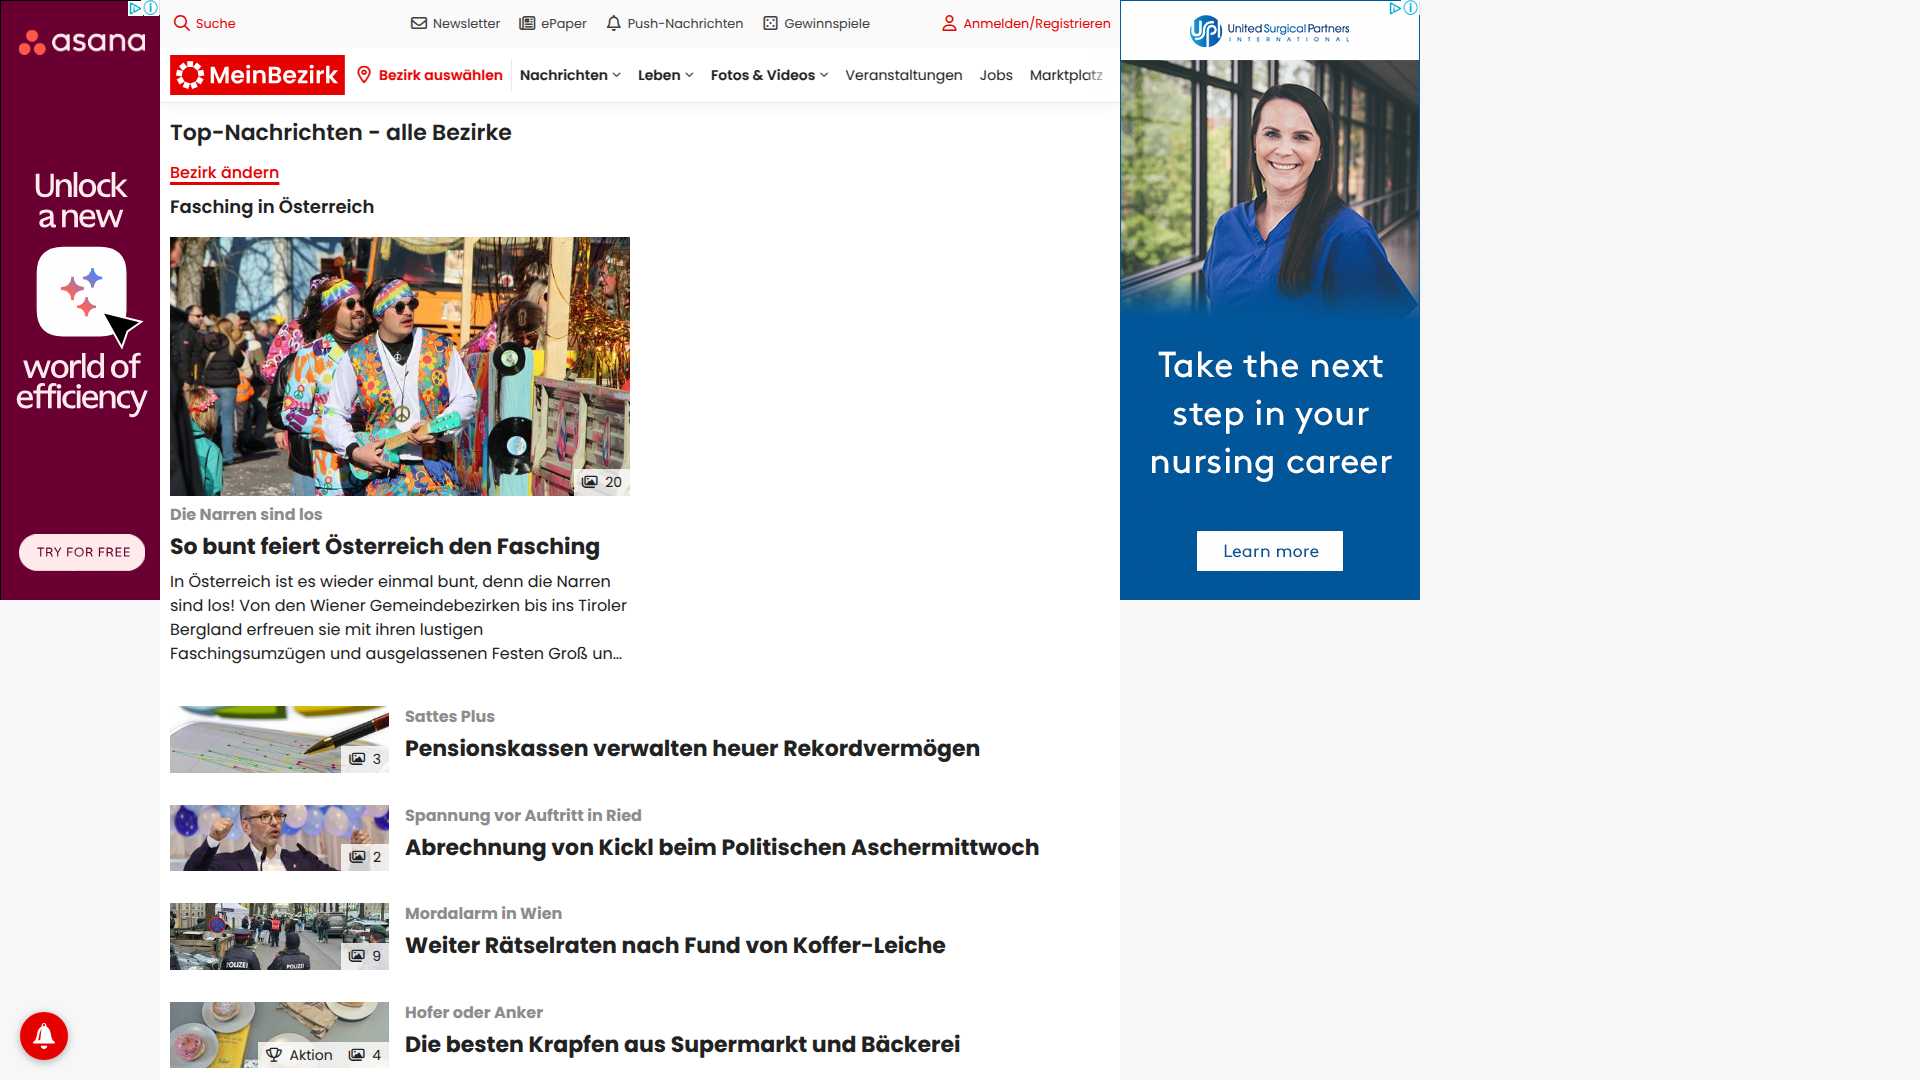 Suche
Newsletter
ePaper
Push-Nachrichten
Gewinnspiele
Anmelden/Registrieren
MeinBezirk
Bezirk auswählen
Nachrichten
Leben
Fotos & Videos
Veranstaltungen
Jobs
Marktplatz
asana
Unlock
a new
world of
efficiency
TRY FOR FREE
Top-Nachrichten - alle Bezirke
Bezirk ändern
Fasching in Österreich
20
Die Narren sind los
So bunt feiert Österreich den Fasching
In Österreich ist es wieder einmal bunt, denn die Narren
sind los! Von den Wiener Gemeindebezirken bis ins Tiroler
Bergland erfreuen sie mit ihren lustigen
Faschingsumzügen und ausgelassenen Festen Groß un...
3
Sattes Plus
Pensionskassen verwalten heuer Rekordvermögen
2
Spannung vor Auftritt in Ried
Abrechnung von Kickl beim Politischen Aschermittwoch
POLIZEI
POLIZEI
9
Mordalarm in Wien
Weiter Rätselraten nach Fund von Koffer-Leiche
Aktion
4
Hofer oder Anker
Die besten Krapfen aus Supermarkt und Bäckerei
USPI
United Surgical Partners
INTERNATIONAL
Take the next
step in your
nursing career
Learn more